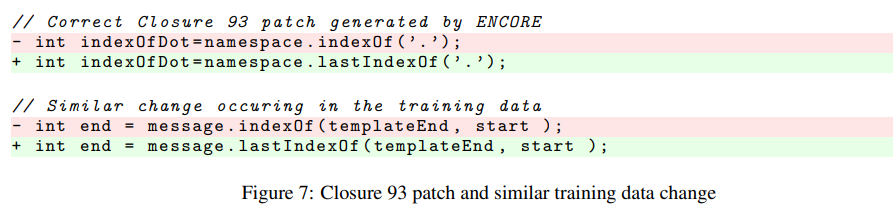 // Correct Closure 93 patch generated by ENCORE
- int indexOfDot=namespace.indexOf('.');
+ int indexOfDot=namespace.lastIndexOf('.');
// Similar change occuring in the training data
- int end = message.indexOf(templateEnd, start );
+ int end = message.lastIndexOf(templateEnd, start );
Figure 7: Closure 93 patch and similar training data change